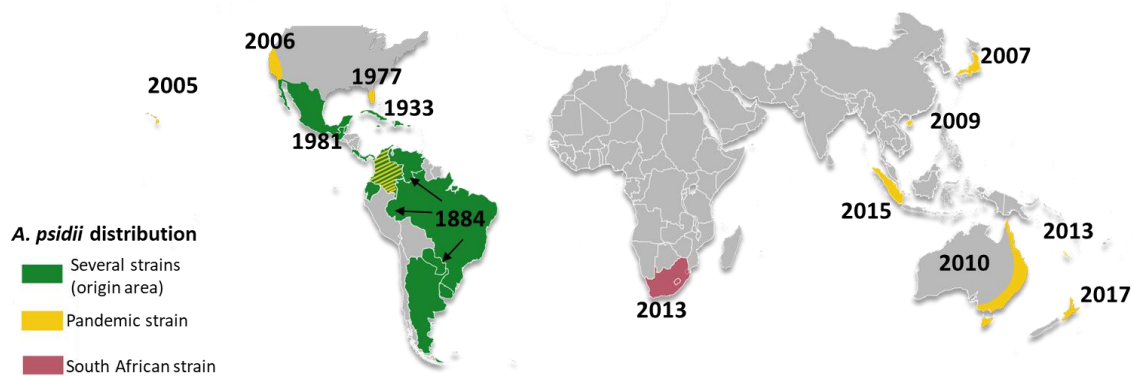 2006
2007
1977
2005
1933
2009
1981
2015
1884
2013
A. psidii distribution
2010
Several strains
(origin area)
2017
2013
Pandemic strain
South African strain